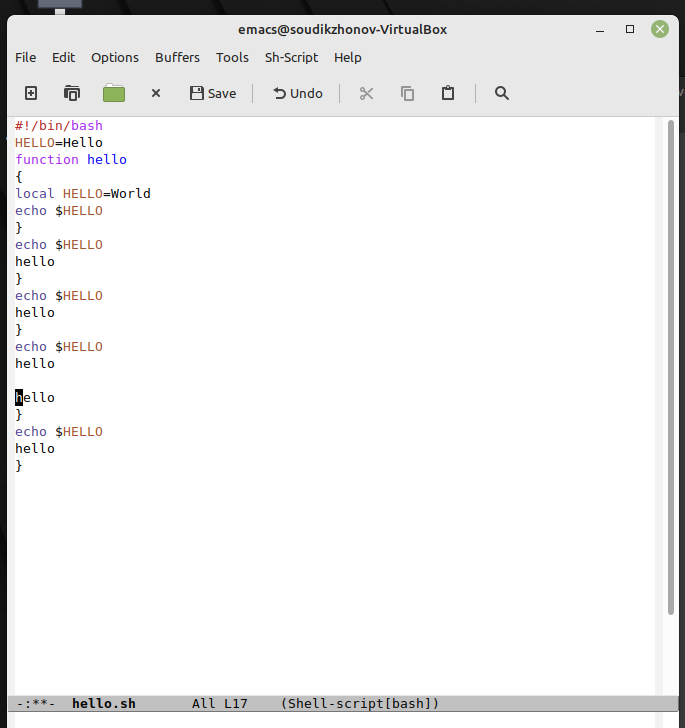 emacs@soudikzhonov-VirtualBox
File Edit Options Buffers Tools Sh-Script Help
Save Undo
#!/bin/bash
HELLO=Hello
function hello
{
local HELLO=World
echo $HELLO
}
echo $HELLO
hello
}
echo $HELLO
hello
}
echo $HELLO
hello
hello
}
echo $HELLO
hello
}
-:**- hello.sh All L17 (Shell-script[bash])